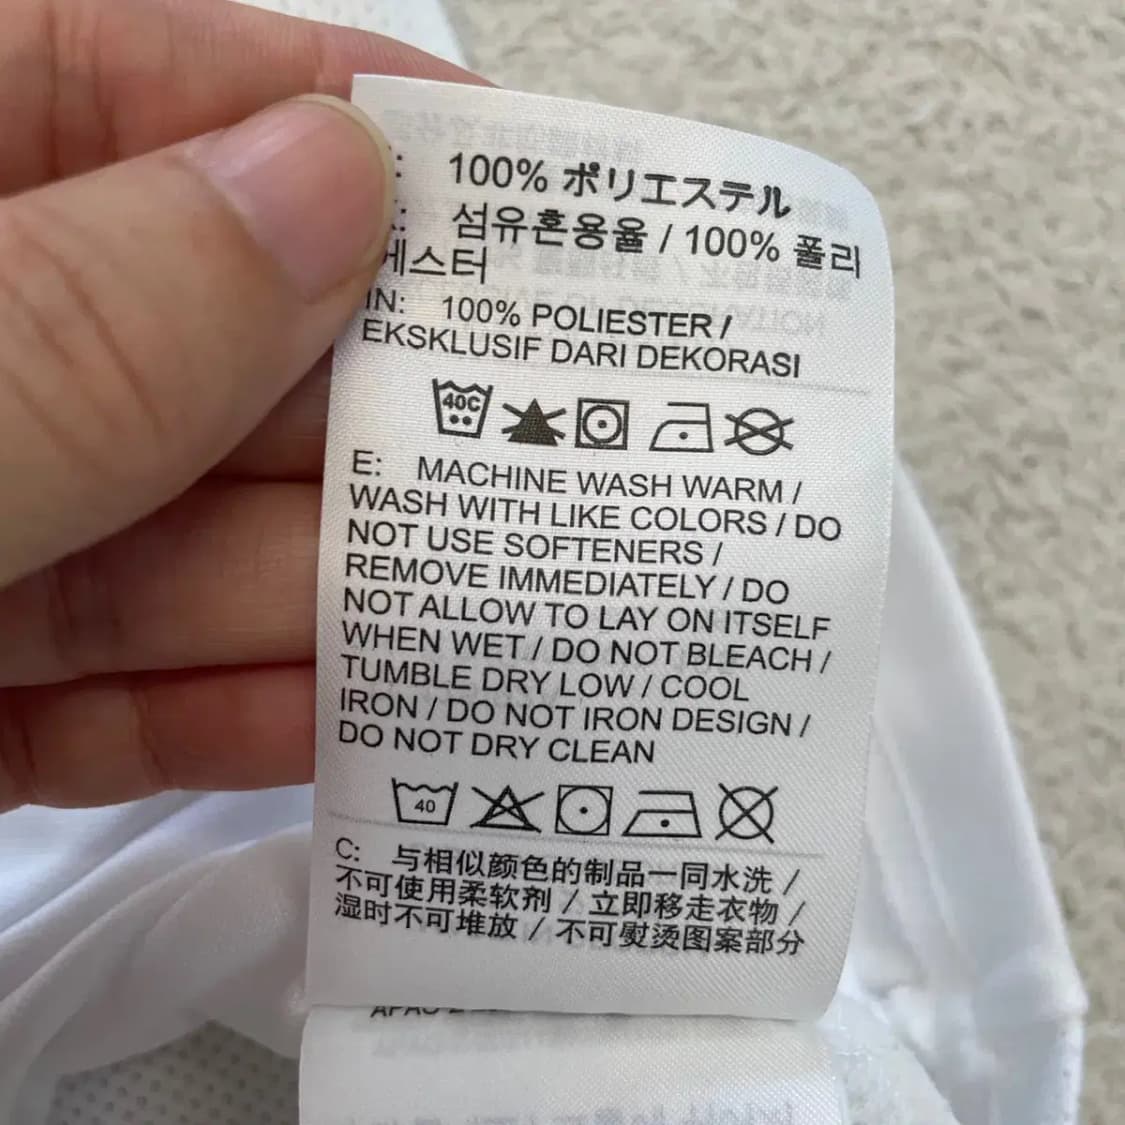 : 100% ポリエステル
: 섬유혼용율 / 100% 폴리
에스터
IN: 100% POLIESTER /
EKSKLUSIF DARI DEKORASI
40C
E: MACHINE WASH WARM /
WASH WITH LIKE COLORS / DO
NOT USE SOFTENERS /
REMOVE IMMEDIATELY / DO
NOT ALLOW TO LAY ON ITSELF
WHEN WET / DO NOT BLEACH /
TUMBLE DRY LOW / COOL
IRON / DO NOT IRON DESIGN /
DO NOT DRY CLEAN
40
C: 与相似颜色的制品一同水洗 /
不可使用柔软剂 / 立即移走衣物 /
湿时不可堆放 / 不可熨烫图案部分